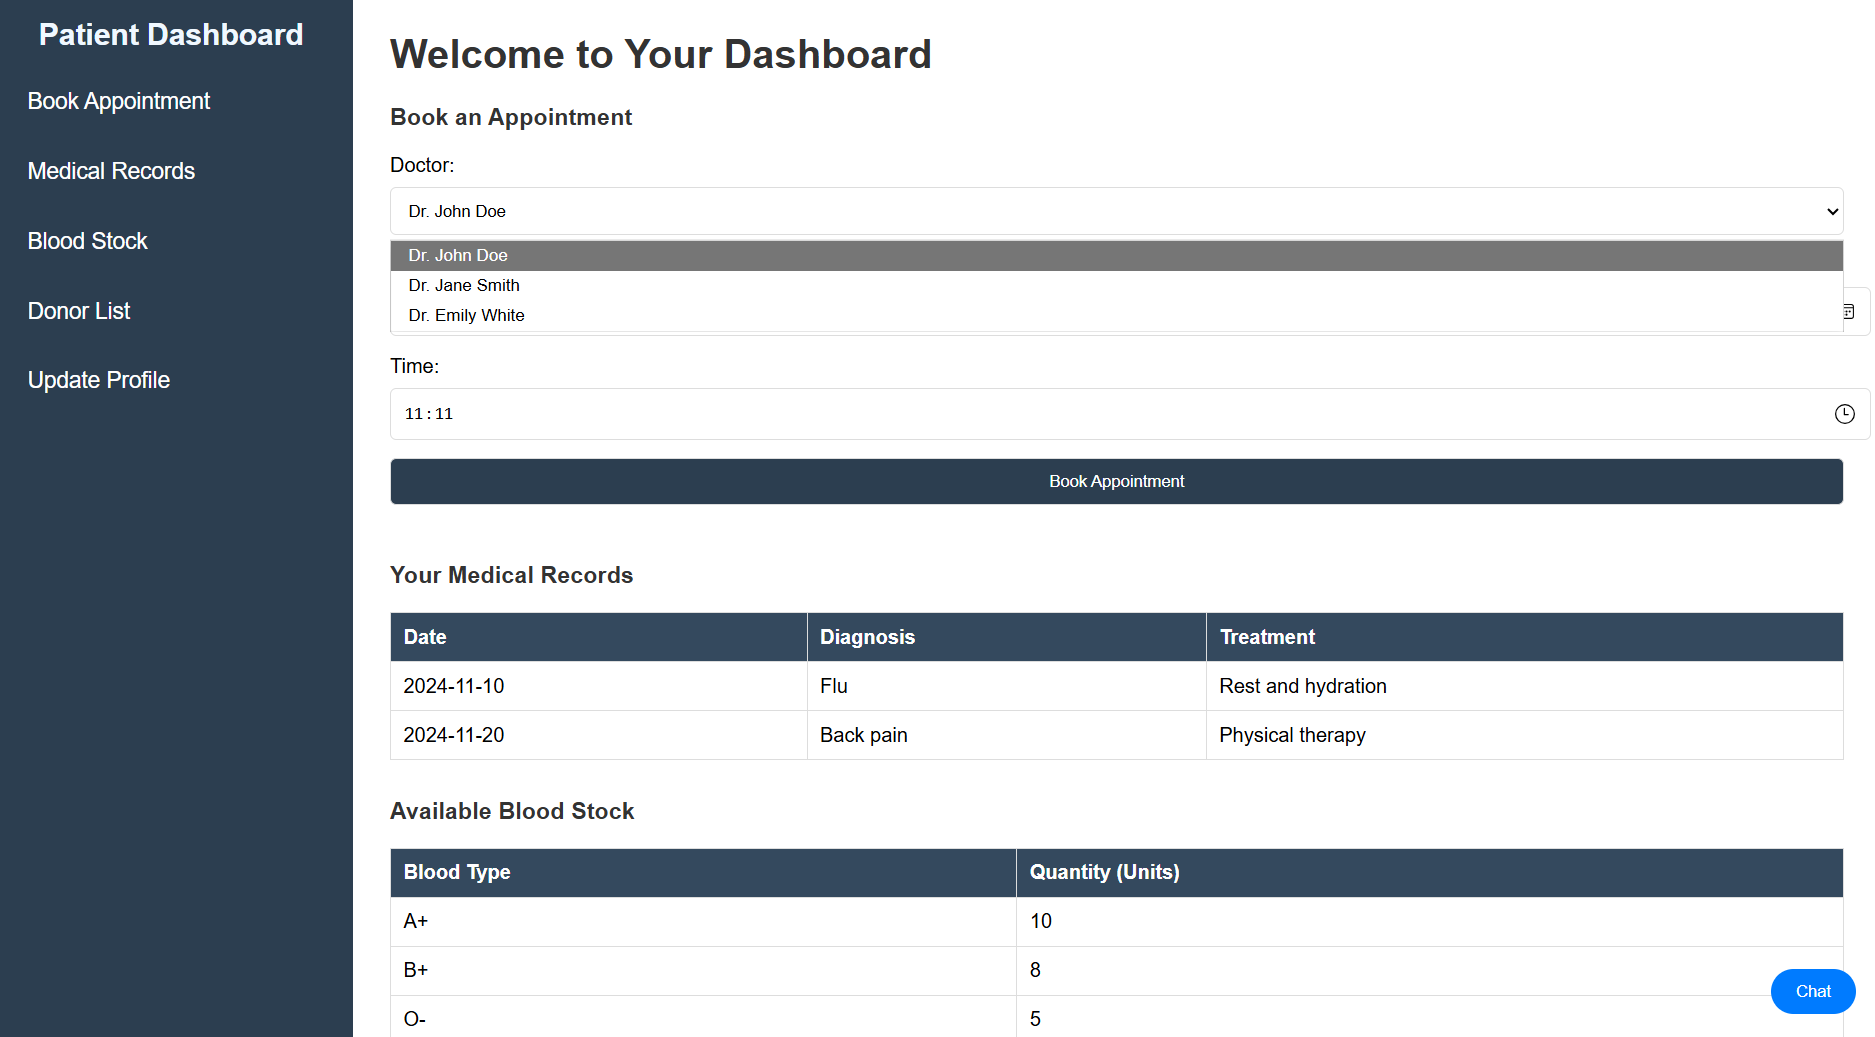 Patient Dashboard
Book Appointment
Medical Records
Blood Stock
Donor List
Update Profile
Welcome to Your Dashboard
Book an Appointment
Doctor:
Dr. John Doe
Dr. John Doe
Dr. Jane Smith
Dr. Emily White
Time:
11:11
Book Appointment
Your Medical Records
Date Diagnosis Treatment
2024-11-10 Flu Rest and hydration
2024-11-20 Back pain Physical therapy
Available Blood Stock
Blood Type Quantity (Units)
A+ 10
B+ 8
O- 5
Chat